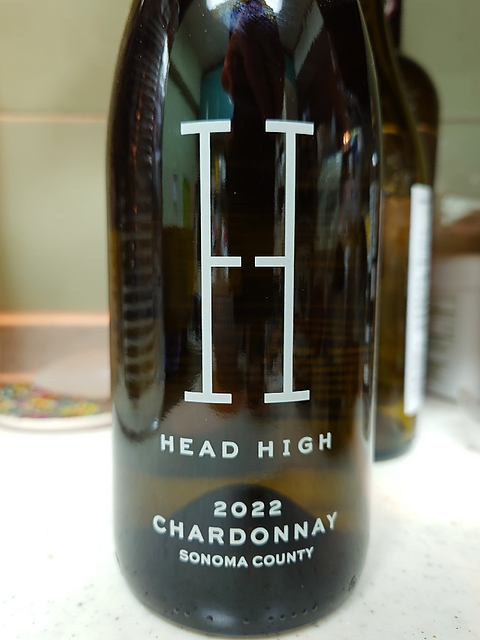 H
HEAD HIGH
2022
CHARDONNAY
SONOMA COUNTY